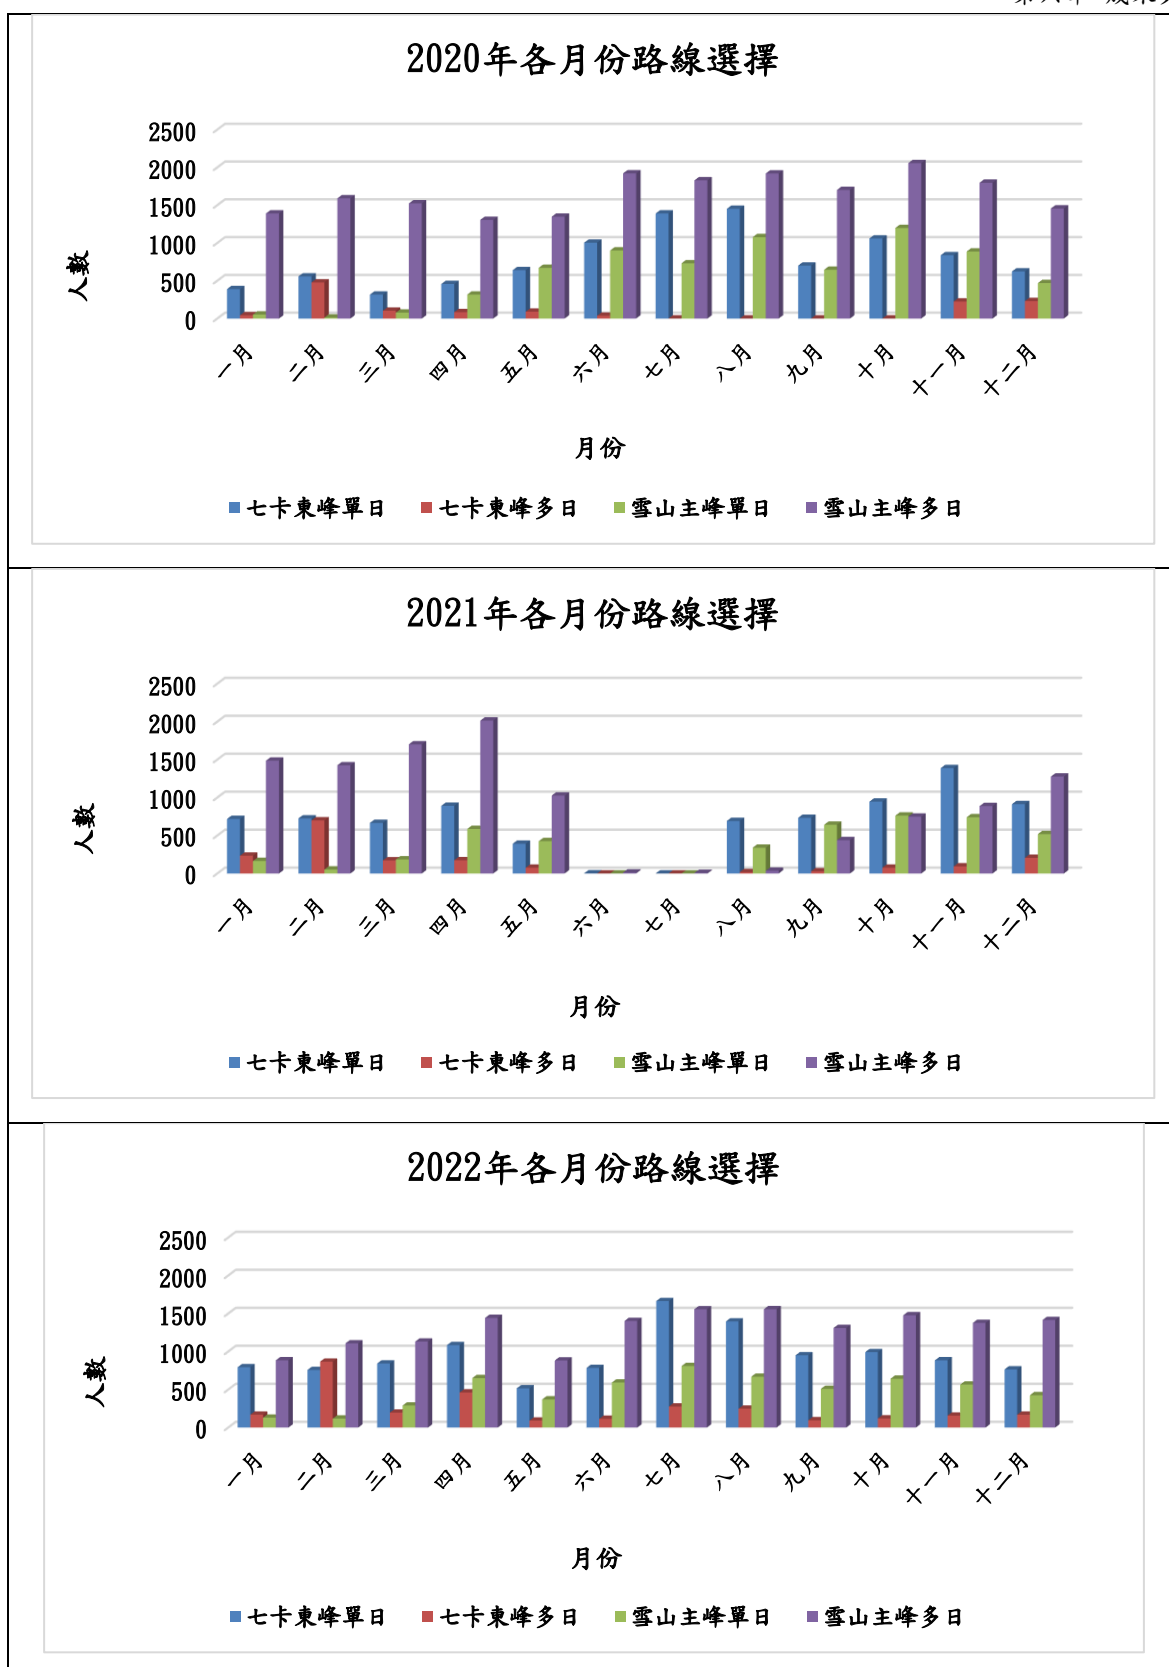 2020年各月份路線選擇
2500
2000
1500
1000
500
0
人數
一月 二月 三月 四月 五月 六月 七月 八月 九月 十月 十一月 十二月
月份
七卡東峰單日 七卡東峰多日 雪山主峰單日 雪山主峰多日
2021年各月份路線選擇
2500
2000
1500
1000
500
0
人數
一月 二月 三月 四月 五月 六月 七月 八月 九月 十月 十一月 十二月
月份
七卡東峰單日 七卡東峰多日 雪山主峰單日 雪山主峰多日
2022年各月份路線選擇
2500
2000
1500
1000
500
0
人數
一月 二月 三月 四月 五月 六月 七月 八月 九月 十月 十一月 十二月
月份
七卡東峰單日 七卡東峰多日 雪山主峰單日 雪山主峰多日